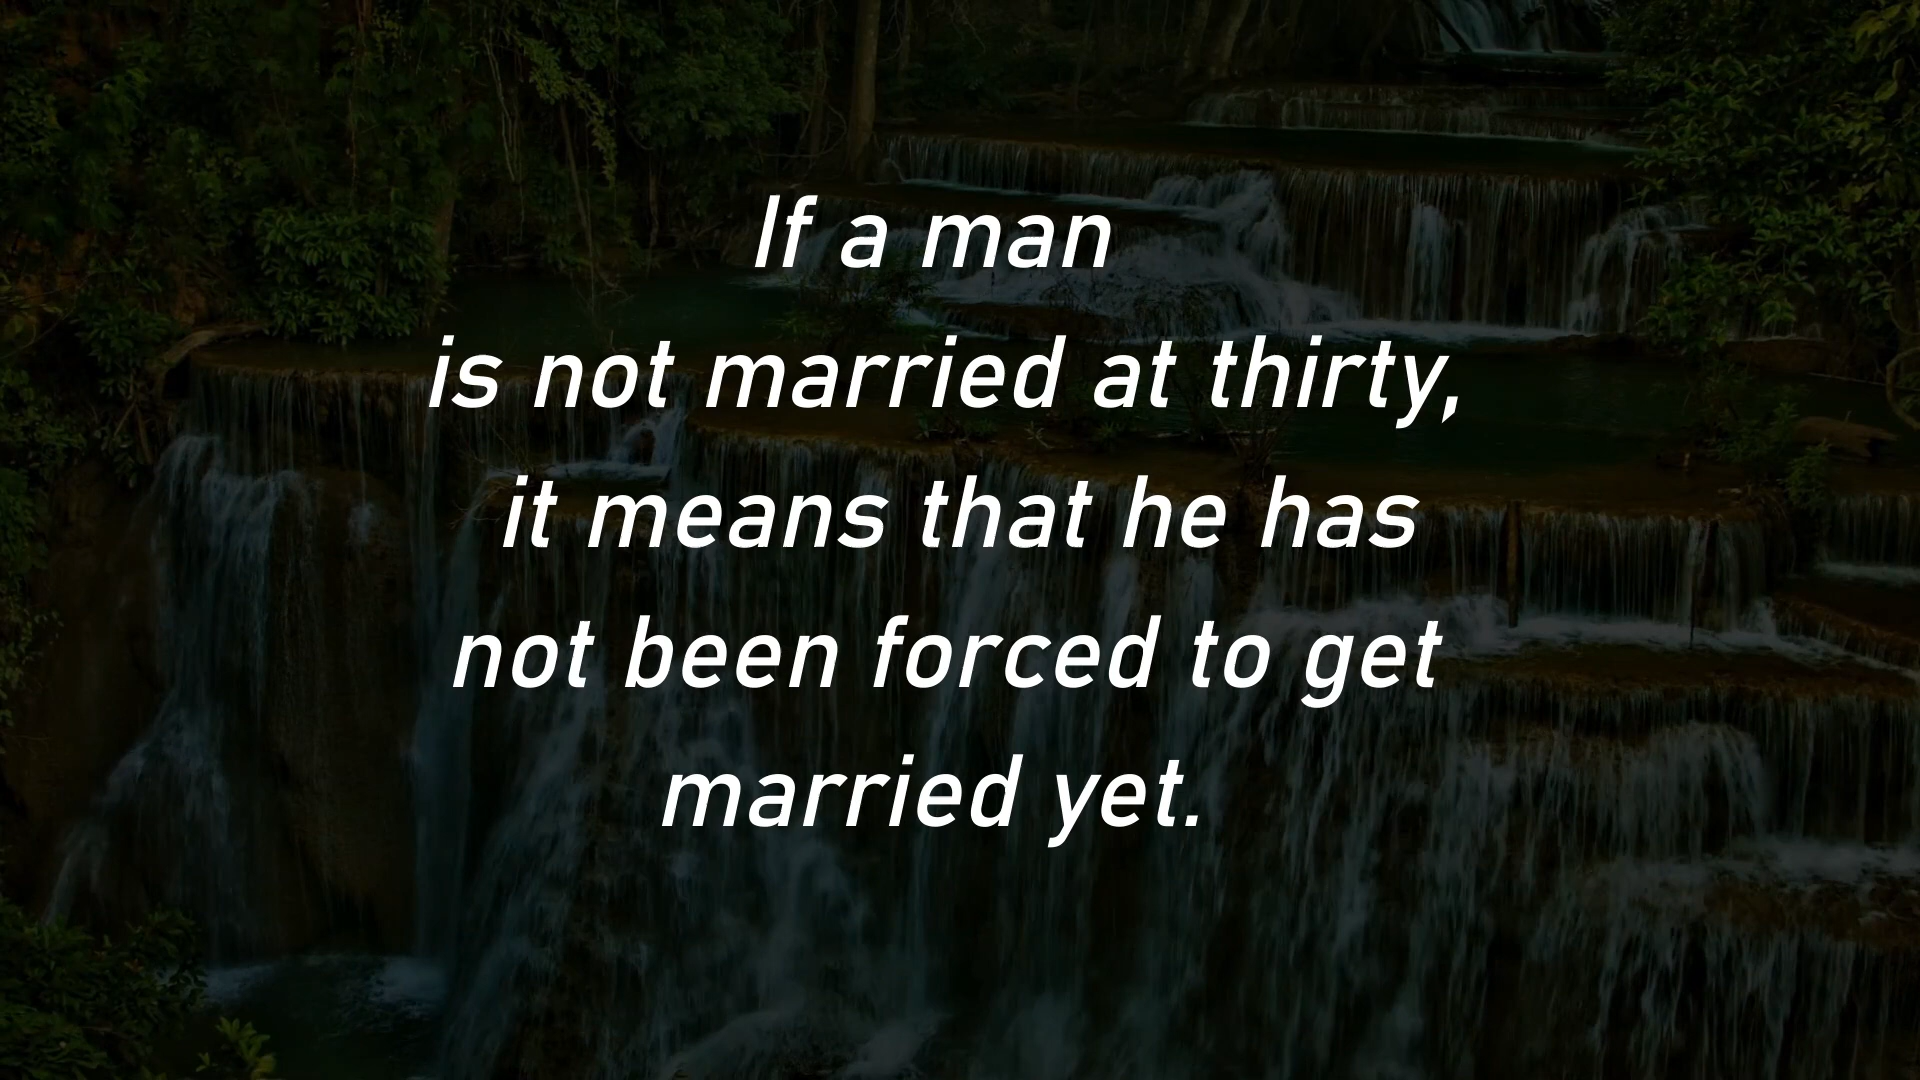 If a man
is not married at thirty,
it means that he has
not been forced to get
married yet.